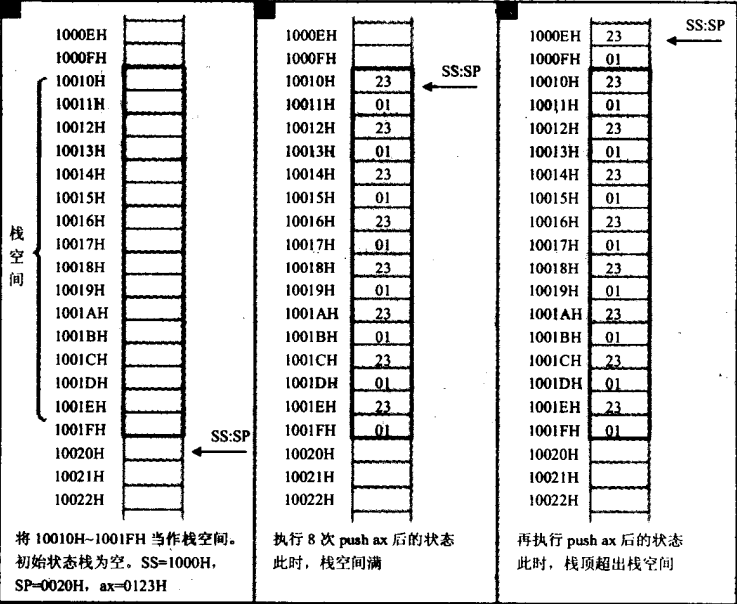 1000EH
1000FH
10010H
10011H
10012H
10013H
10014H
10015H
10016H
10017H
10018H
10019H
1001AH
1001BH
1001CH
1001DH
1001EH
1001FH
10020H
10021H
10022H
栈空间
SS:SP
将 10010H~1001FH 当作栈空间。
初始状态栈为空。SS=1000H，
SP=0020H，ax=0123H
1000EH
1000FH
10010H 23
10011H 01
10012H 23
10013H 01
10014H 23
10015H 01
10016H 23
10017H 01
10018H 23
10019H 01
1001AH 23
1001BH 01
1001CH 23
1001DH 01
1001EH 23
1001FH 01
10020H
10021H
10022H
SS:SP
执行 8 次 push ax 后的状态
此时，栈空间满
1000EH 23
1000FH 01
10010H 23
10011H 01
10012H 23
10013H 01
10014H 23
10015H 01
10016H 23
10017H 01
10018H 23
10019H 01
1001AH 23
1001BH 01
1001CH 23
1001DH 01
1001EH 23
1001FH 01
10020H
10021H
10022H
SS:SP
再执行 push ax 后的状态
此时，栈顶超出栈空间